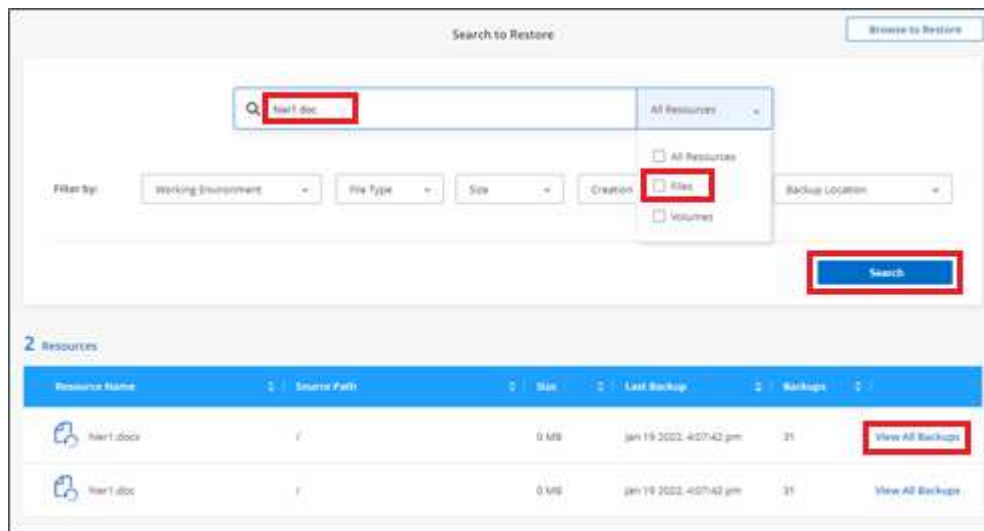 Search to Restore
Browse to Restore
hier1.doc
All Resources
All Resources
Files
Volumes
Filter by:
Working Environment
File Type
Size
Creation
Backup Location
Search
2 Resources
Resource Name
Source Path
Size
Last Backup
Backups
hier1.docx / 0 MB Jan 19 2022, 4:07:42 pm 31 View All Backups
hier1.doc / 0 MB Jan 19 2022, 4:07:42 pm 31 View All Backups